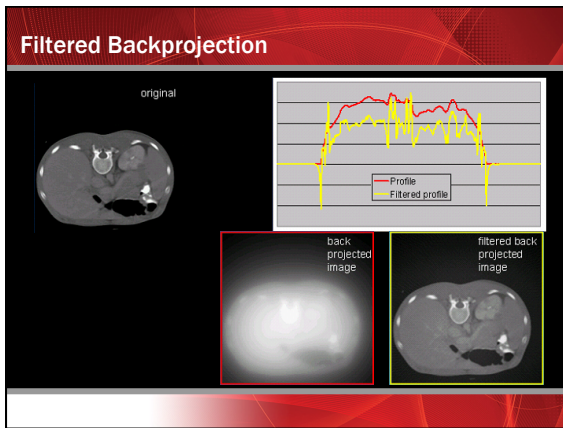 Filtered Backprojection
original
Profile
Filtered profile
back
projected
image
filtered back
projected
image